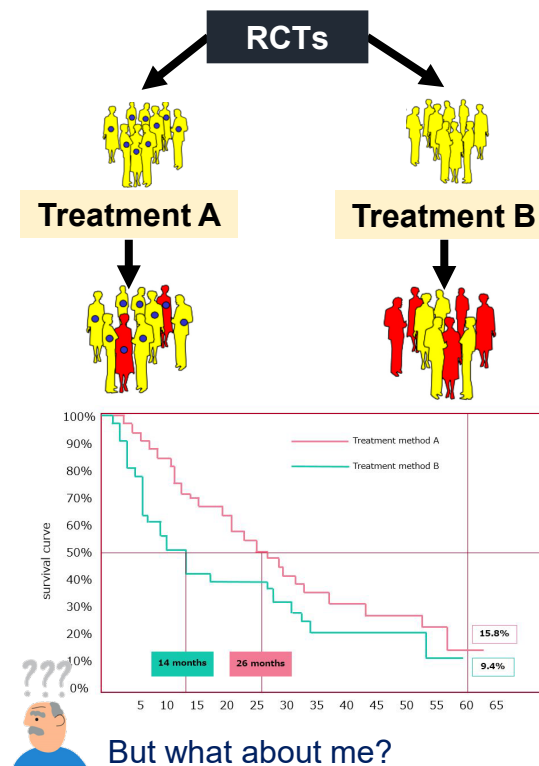 RCTs
Treatment A
Treatment B
100%
90%
80%
70%
60%
50%
40%
30%
20%
10%
0%
survival curve
Treatment method A
Treatment method B
15.8%
9.4%
14 months
26 months
5 10 15 20 25 30 35 40 45 50 55 60 65
???
But what about me?